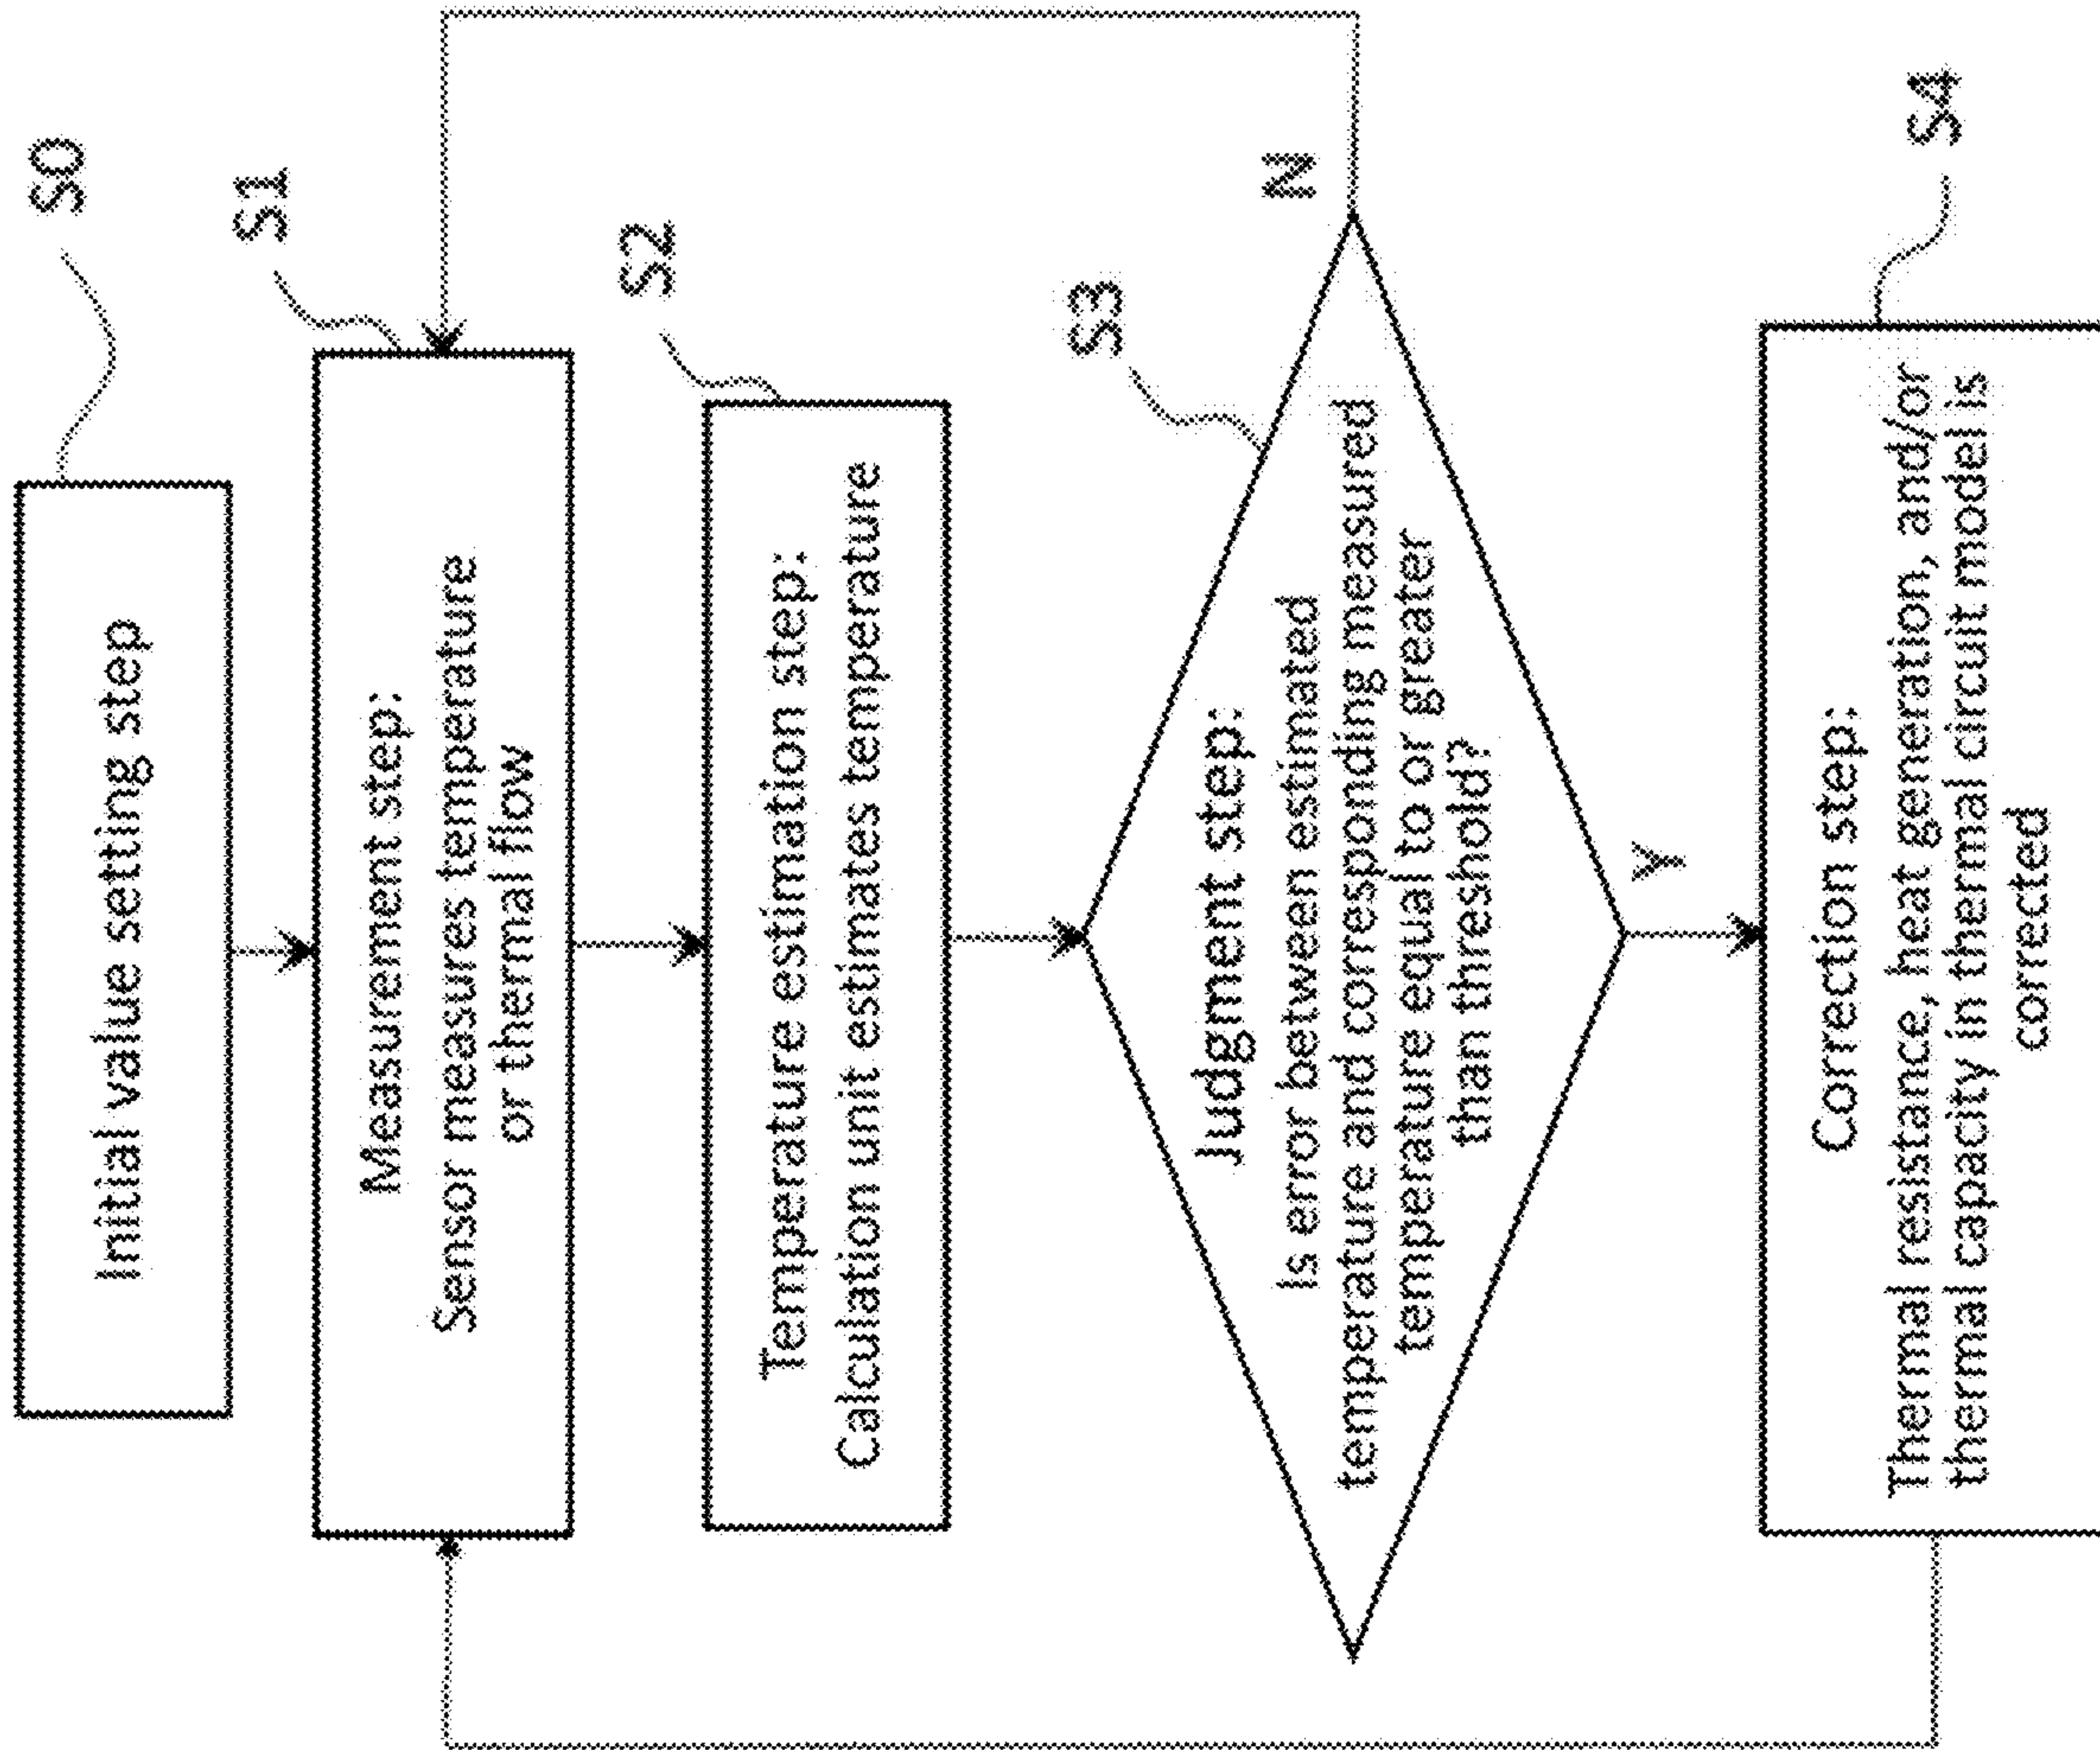 S0
Initial value setting step
S1
Measurement step:
Sensor measures temperature
or thermal flow
S2
Temperature estimation step:
Calculation unit estimates temperature
S3
Judgment step:
Is error between estimated
temperature and corresponding measured
temperature equal to or greater
than threshold?
N
Y
S4
Correction step:
Thermal resistance, heat generation, and/or
thermal capacity in thermal circuit model is
corrected